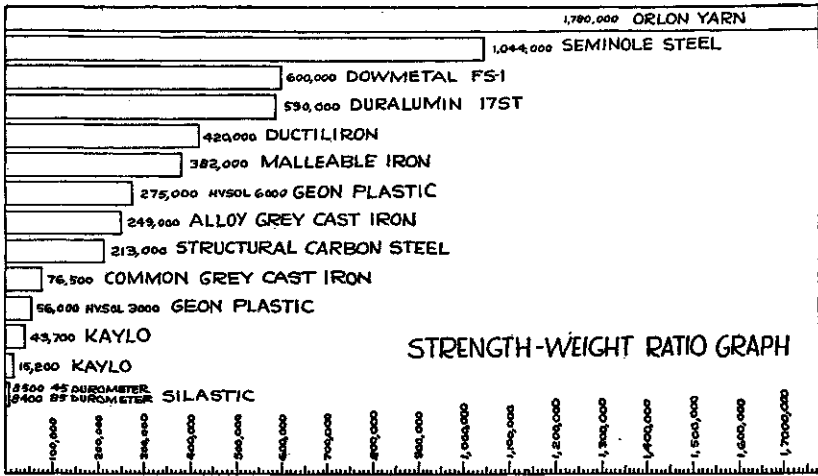 1,780,000 ORLON YARN
1,044,000 SEMINOLE STEEL
600,000 DOWMETAL FS-1
590,000 DURALUMIN 17ST
420,000 DUCTILIRON
382,000 MALLEABLE IRON
275,000 HYSOL 6000 GEON PLASTIC
249,000 ALLOY GREY CAST IRON
213,000 STRUCTURAL CARBON STEEL
76,500 COMMON GREY CAST IRON
56,000 HYSOL 3000 GEON PLASTIC
43,700 KAYLO
STRENGTH-WEIGHT RATIO GRAPH
15,200 KAYLO
8500 45 DUROMETER
8400 85 DUROMETER SILASTIC
100,000 200,000 300,000 400,000 500,000 600,000 700,000 800,000 900,000 1,000,000 1,100,000 1,200,000 1,300,000 1,400,000 1,500,000 1,600,000 1,7000,000